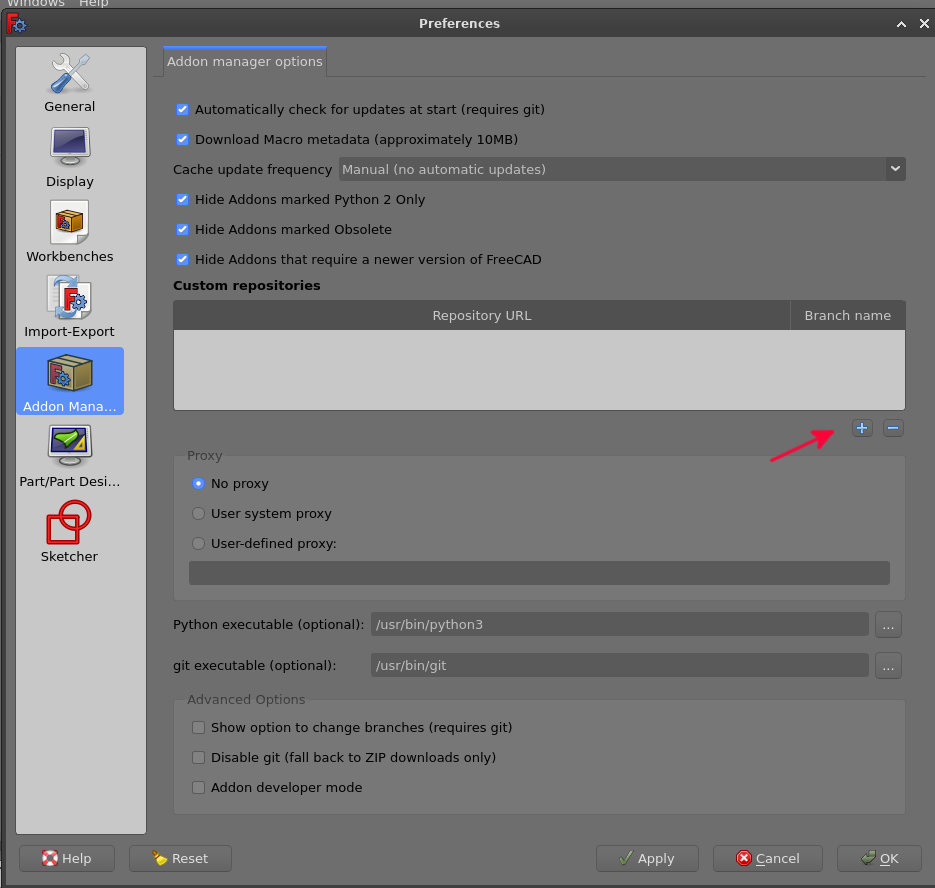 Windows Help
Preferences
General
Display
Workbenches
Import-Export
Addon Mana...
Part/Part Desi...
Sketcher
Addon manager options
Automatically check for updates at start (requires git)
Download Macro metadata (approximately 10MB)
Cache update frequency Manual (no automatic updates)
Hide Addons marked Python 2 Only
Hide Addons marked Obsolete
Hide Addons that require a newer version of FreeCAD
Custom repositories
Repository URL Branch name
Proxy
No proxy
User system proxy
User-defined proxy:
Python executable (optional): /usr/bin/python3 ...
git executable (optional): /usr/bin/git ...
Advanced Options
Show option to change branches (requires git)
Disable git (fall back to ZIP downloads only)
Addon developer mode
Help Reset Apply Cancel OK